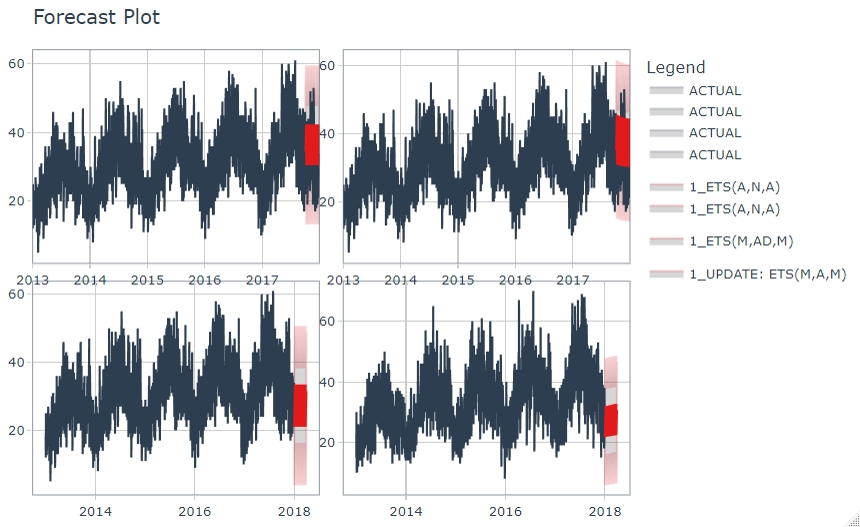 Forecast Plot
60
40
20
2013 2014 2015 2016 2017
60
40
20
2013 2014 2015 2016 2017
60
40
20
2014 2016 2018
60
40
20
2014 2016 2018
Legend
ACTUAL
ACTUAL
ACTUAL
ACTUAL
1_ETS(A,N,A)
1_ETS(A,N,A)
1_ETS(M,AD,M)
1_UPDATE: ETS(M,A,M)